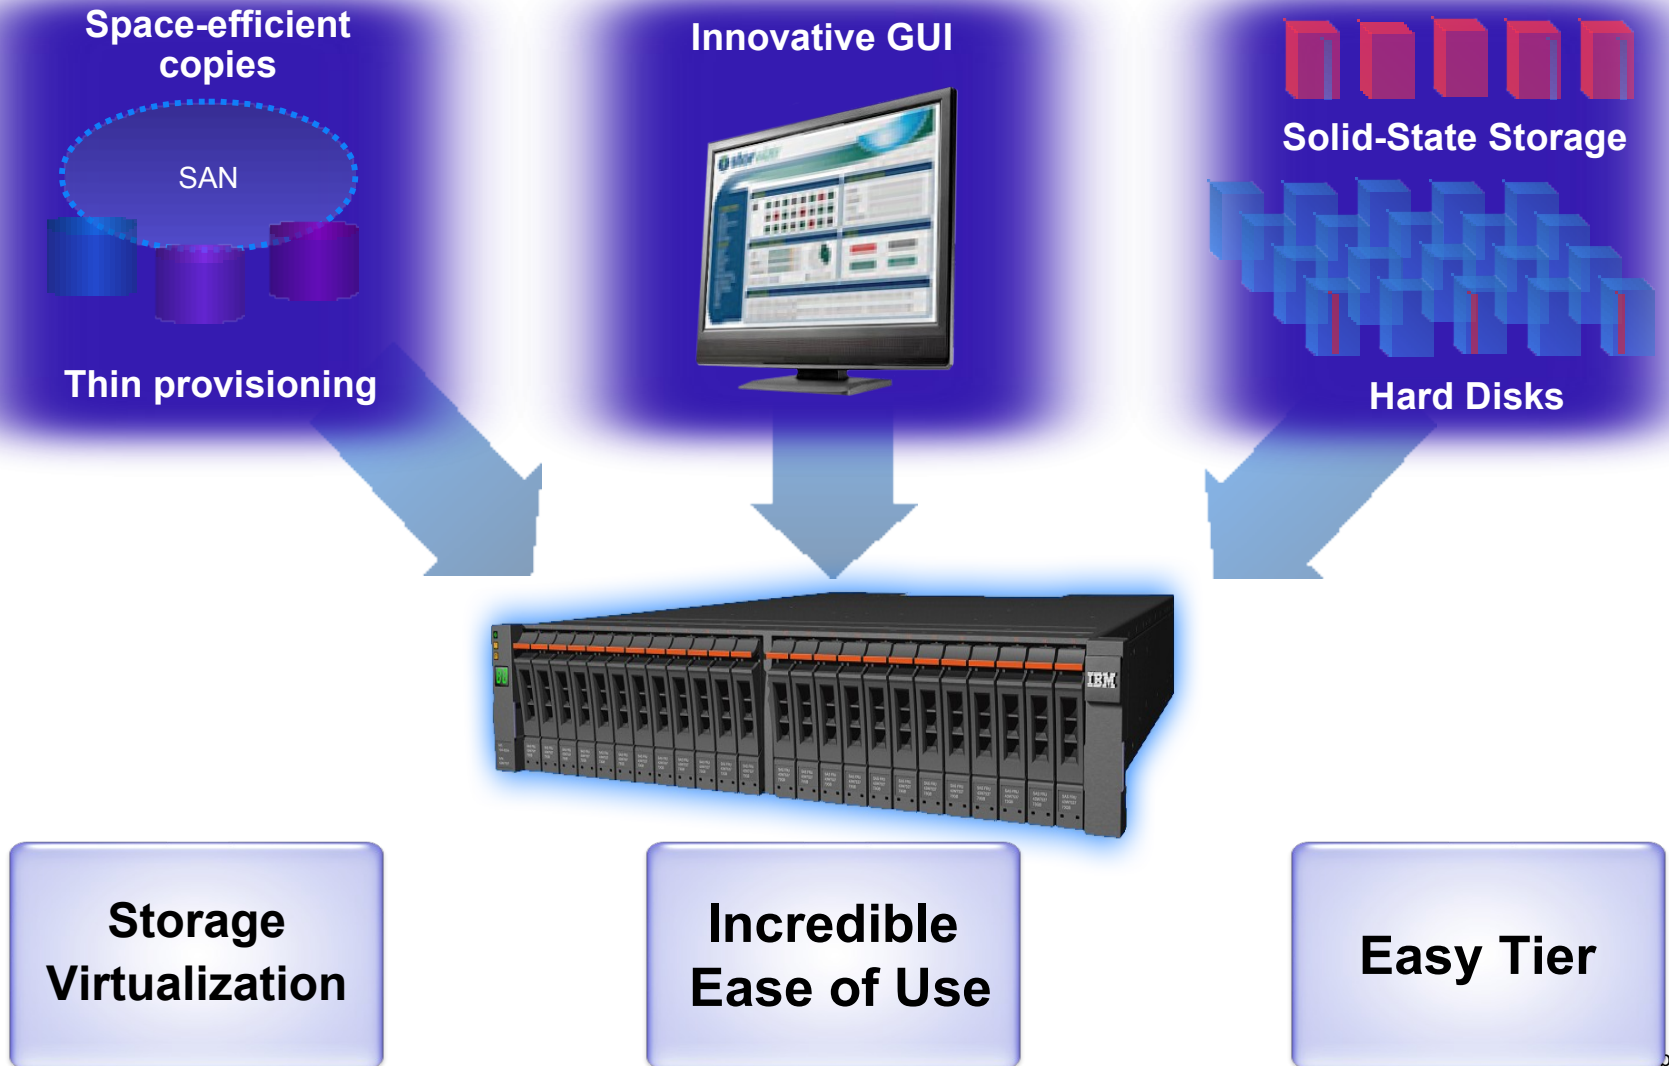 Space-efficient
copies
SAN
Thin provisioning
Innovative GUI
Solid-State Storage
Hard Disks
IBM
Storage
Virtualization
Incredible
Ease of Use
Easy Tier